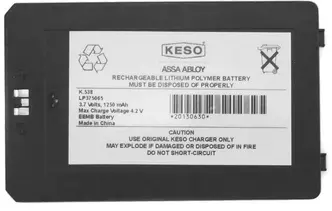 KESO
ASSA ABLOY
RECHARGEABLE LITHIUM POLYMER BATTERY
MUST BE DISPOSED OF PROPERLY!
K.538
LP375085
3.7 Volts, 1250 mAh
Max Charge Voltage 4.2 V
EEMB Battery
Made in China
*20130630*
CAUTION
USE ORIGINAL KESO CHARGER ONLY
MAY EXPLODE IF DAMAGED OR DISPOSED OF IN FIRE
DO NOT SHORT-CIRCUIT